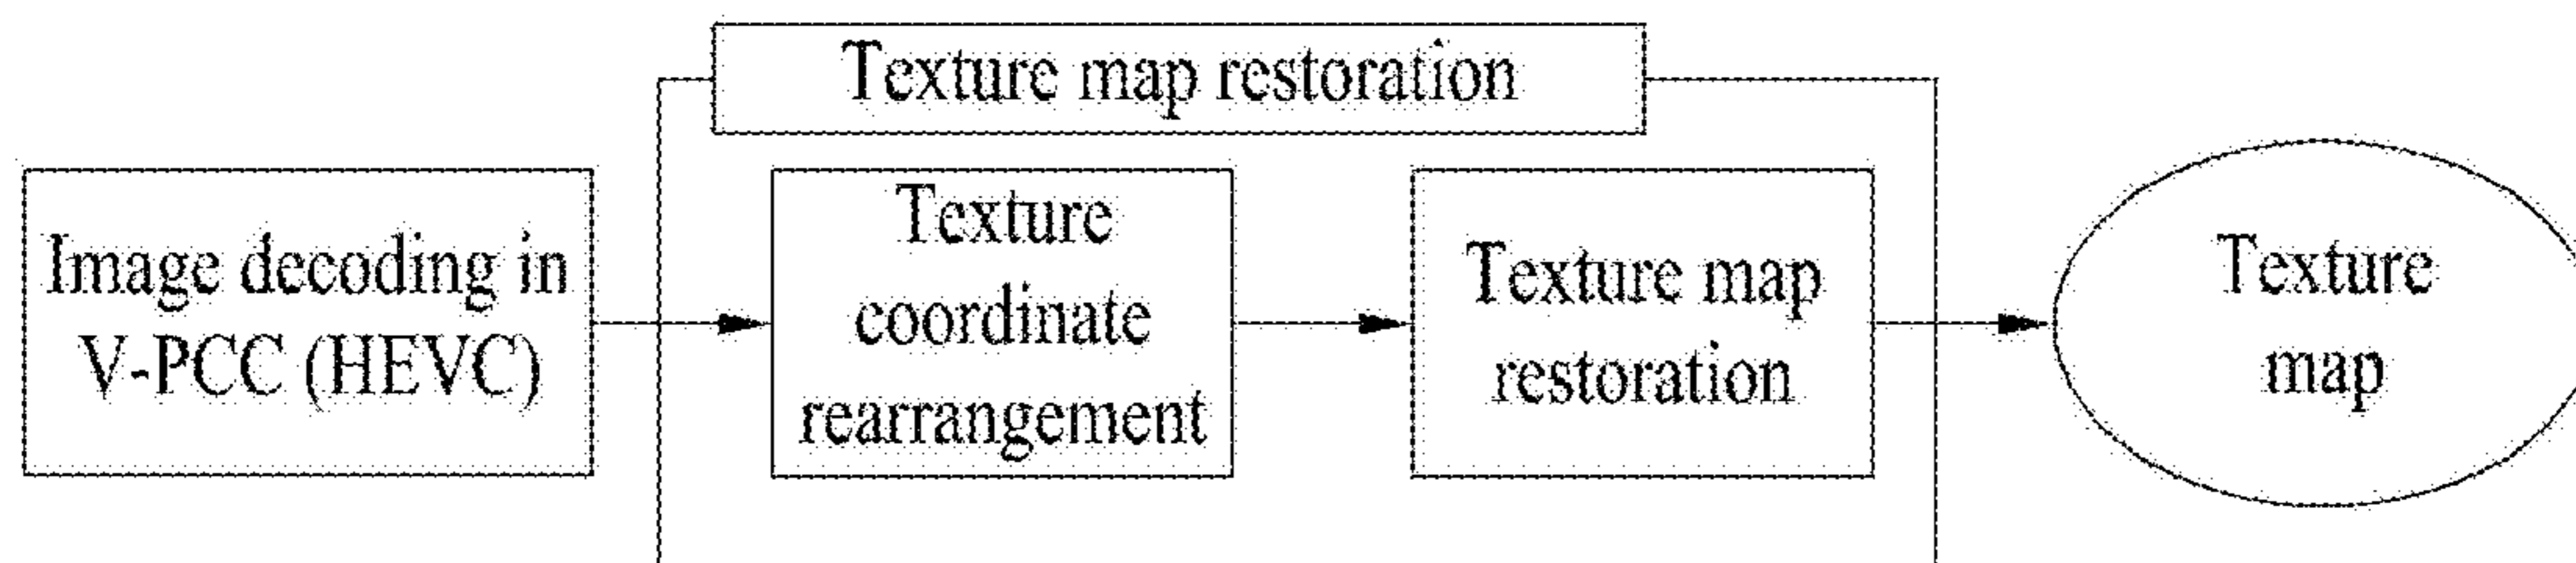 Texture map restoration
Image decoding in
V-PCC (HEVC)
Texture
coordinate
rearrangement
Texture map
restoration
Texture
map